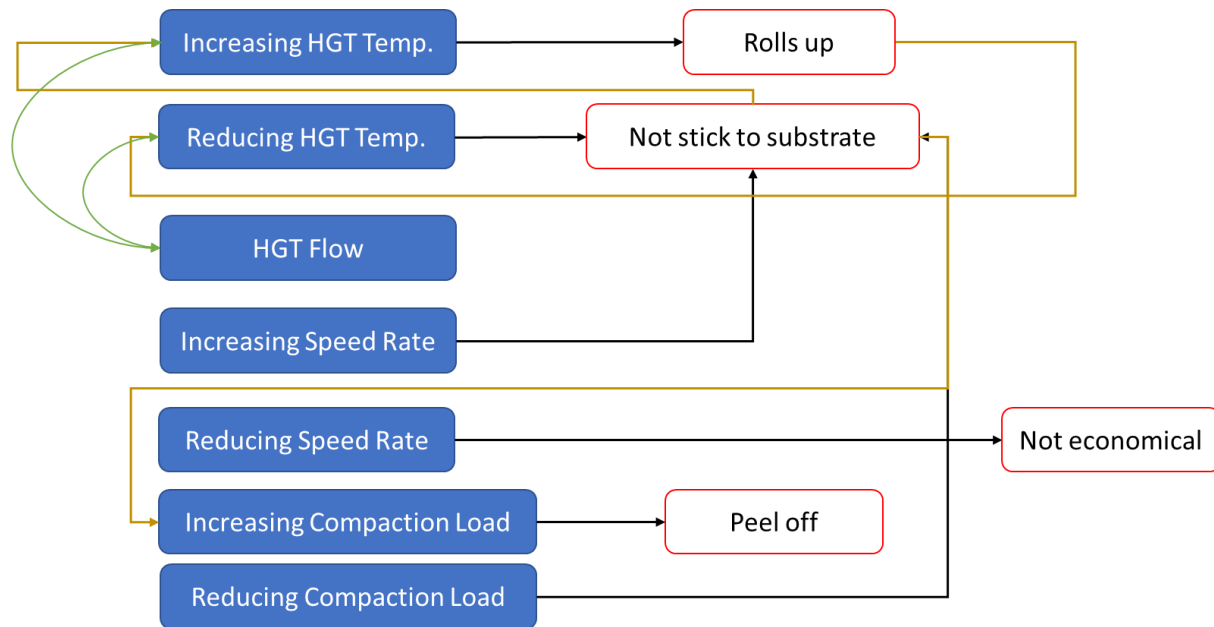 Increasing HGT Temp.
Rolls up
Reducing HGT Temp.
Not stick to substrate
HGT Flow
Increasing Speed Rate
Reducing Speed Rate
Not economical
Increasing Compaction Load
Peel off
Reducing Compaction Load